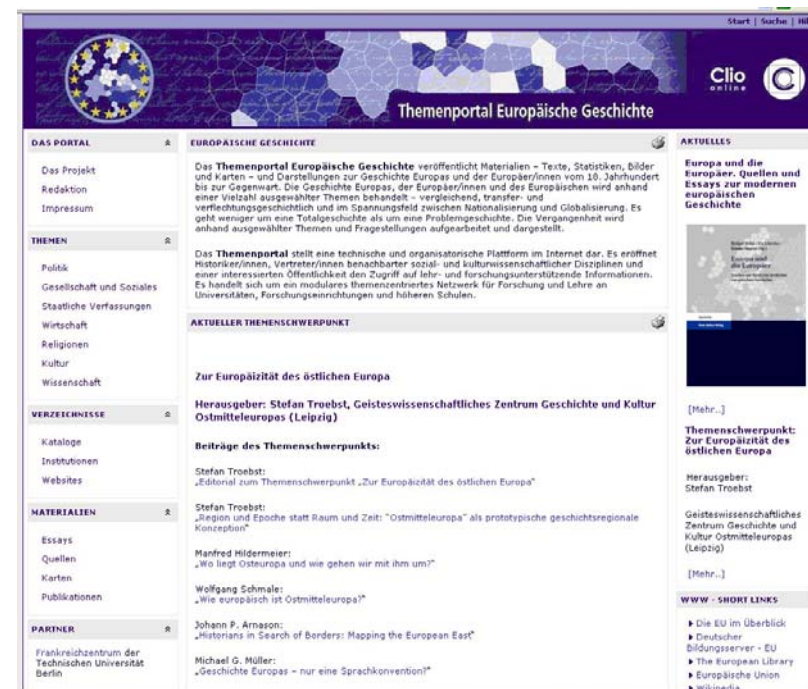 Start | Suche |
Clio
online
C
Themenportal Europäische Geschichte
DAS PORTAL
Das Projekt
Redaktion
Impressum
THEMEN
Politik
Gesellschaft und Soziales
Staatliche Verfassungen
Wirtschaft
Religionen
Kultur
Wissenschaft
VERZEICHNISSE
Kataloge
Institutionen
Websites
MATERIALIEN
Essays
Quellen
Karten
Publikationen
PARTNER
Frankreichzentrum der
Technischen Universität
Berlin
EUROPÄISCHE GESCHICHTE
Das Themenportal Europäische Geschichte veröffentlicht Materialien – Texte, Statistiken, Bilder
und Karten – und Darstellungen zur Geschichte Europas und der Europäer/innen vom 18. Jahrhundert
bis zur Gegenwart. Die Geschichte Europas, der Europäer/innen und des Europäischen wird anhand
einer Vielzahl ausgewählter Themen behandelt – vergleichend, transfer- und
verflechtungsgeschichtlich und im Spannungsfeld zwischen Nationalisierung und Globalisierung. Es
geht weniger um eine Totalgeschichte als um eine Problemgeschichte. Die Vergangenheit wird
anhand ausgewählter Themen und Fragestellungen aufgearbeitet und dargestellt.
Das Themenportal stellt eine technische und organisatorische Plattform im Internet dar. Es eröffnet
Historiker/innen, Vertreter/innen benachbarter sozial- und kulturwissenschaftlicher Disziplinen und
einer interessierten Öffentlichkeit den Zugriff auf lehr- und forschungsunterstützende Informationen.
Es handelt sich um ein modulares themenzentriertes Netzwerk für Forschung und Lehre an
Universitäten, Forschungseinrichtungen und höheren Schulen.
AKTUELLER THEMENSCHWERPUNKT
Zur Europäizität des östlichen Europa
Herausgeber: Stefan Troebst, Geisteswissenschaftliches Zentrum Geschichte und Kultur
Ostmitteleuropas (Leipzig)
Beiträge des Themenschwerpunkts:
Stefan Troebst:
„Editorial zum Themenschwerpunkt „Zur Europäizität des östlichen Europa"
Stefan Troebst:
„Region und Epoche statt Raum und Zeit: "Ostmitteleuropa" als prototypische geschichtsregionale
Konzeption"
Manfred Hildermeier:
„Wo liegt Osteuropa und wie gehen wir mit ihm um?"
Wolfgang Schmale:
„Wie europäisch ist Ostmitteleuropa?"
Johann P. Arnason:
„Historians in Search of Borders: Mapping the European East"
Michael G. Müller:
„Geschichte Europas – nur eine Sprachkonvention?"
AKTUELLES
Europa und die
Europäer. Quellen und
Essays zur modernen
europäischen
Geschichte
Europa und
die Europäer
[Mehr..]
Themenschwerpunkt:
Zur Europäizität des
östlichen Europa
Herausgeber:
Stefan Troebst
Geisteswissenschaftliches
Zentrum Geschichte und
Kultur Ostmitteleuropas
(Leipzig)
[Mehr..]
WWW - SHORT LINKS
Die EU im Überblick
Deutscher
Bildungsserver - EU
The European Library
Europäische Union
Wikipedia